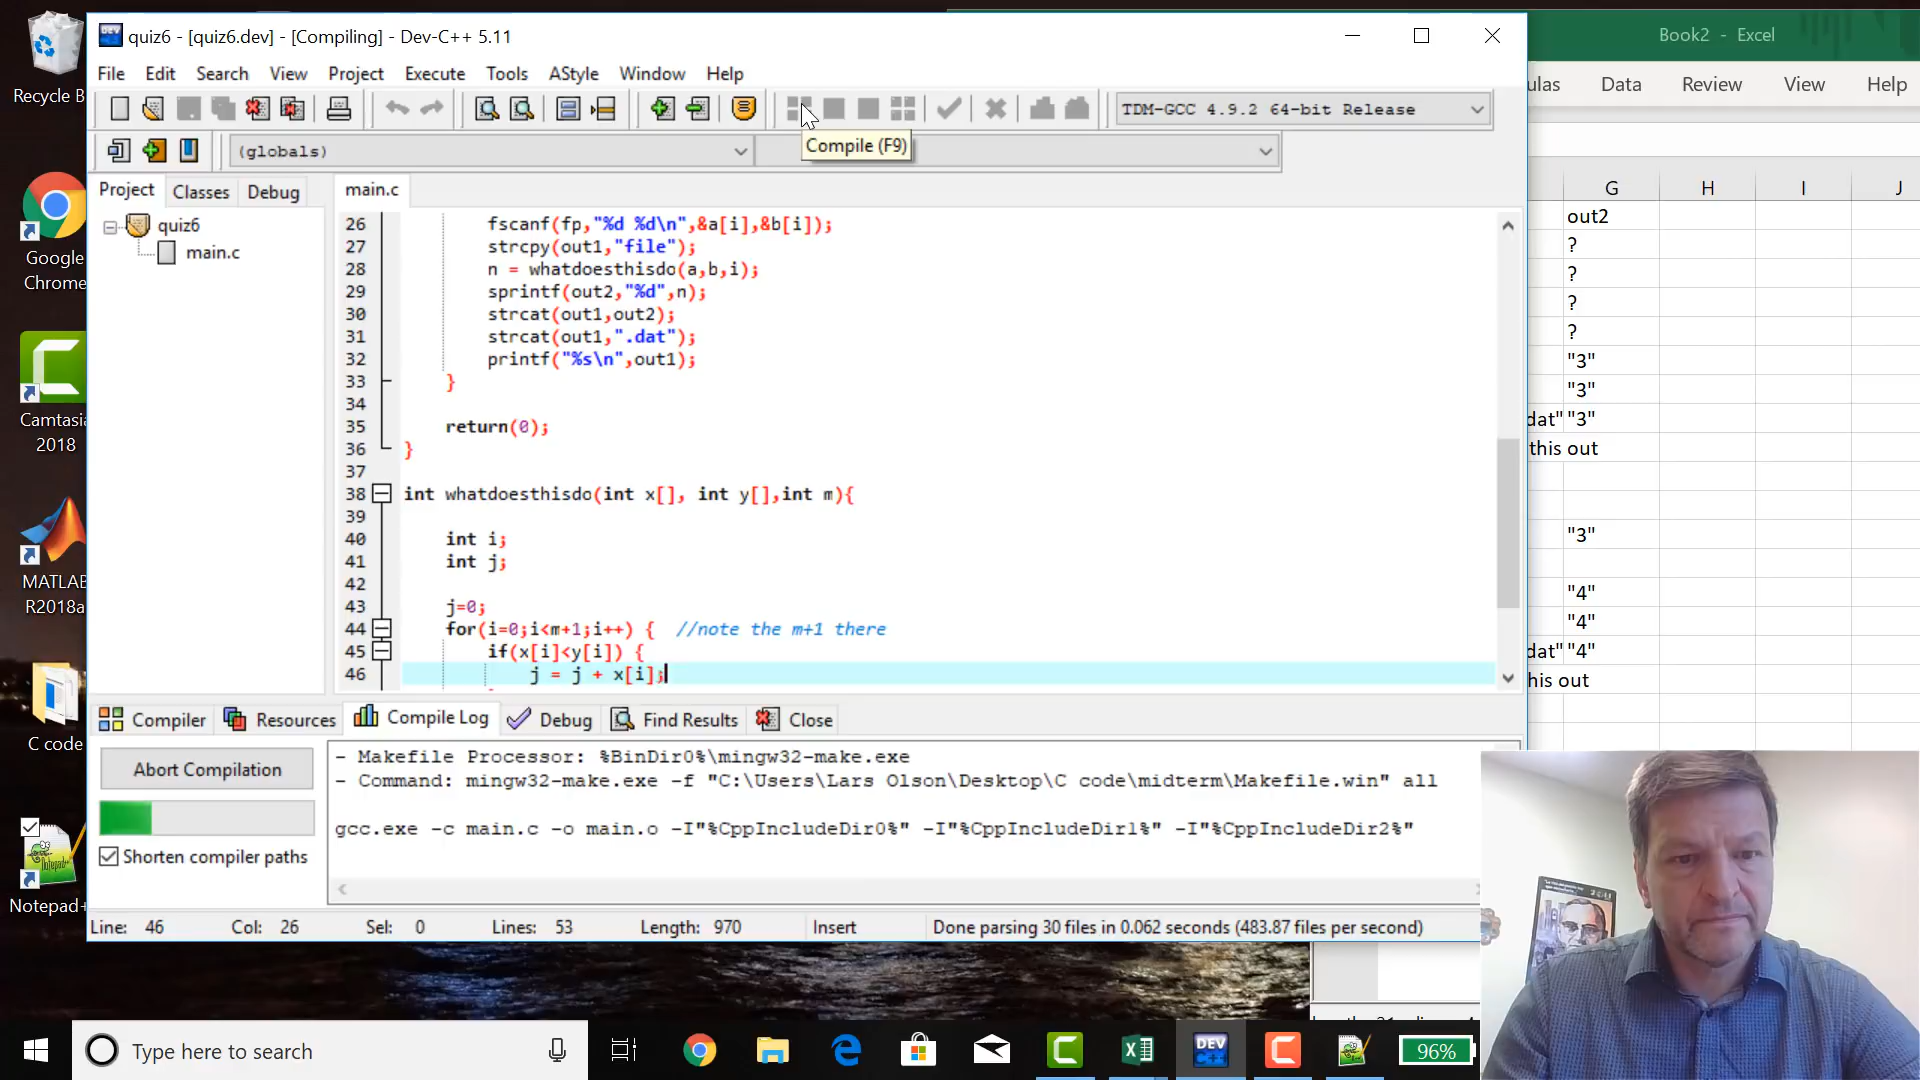 quiz6 - [quiz6.dev] - [Compiling] - Dev-C++ 5.11
Book2 - Excel
File Edit Search View Project Execute Tools AStyle Window Help
ulas Data Review View Help
TDM-GCC 4.9.2 64-bit Release
Compile (F9)
(globals)
Project Classes Debug
main.c
quiz6
main.c
26 fscanf(fp,"%d %d\n",&a[i],&b[i]);
27 strcpy(out1,"file");
28 n = whatdoesthisdo(a,b,i);
29 sprintf(out2,"%d",n);
30 strcat(out1,out2);
31 strcat(out1,".dat");
32 printf("%s\n",out1);
33 }
34
35 return(0);
36 }
37
38 int whatdoesthisdo(int x[], int y[],int m){
39
40 int i;
41 int j;
42
43 j=0;
44 for(i=0;i<m+1;i++) { //note the m+1 there
45 if(x[i]<y[i]) {
46 j = j + x[i];
G H I J
out2
?
?
?
?
"3"
"3"
dat" "3"
this out
"3"
"4"
"4"
dat" "4"
his out
Compiler Resources Compile Log Debug Find Results Close
Abort Compilation
Shorten compiler paths
- Makefile Processor: %BinDir0%\mingw32-make.exe
- Command: mingw32-make.exe -f "C:\Users\Lars Olson\Desktop\C code\midterm\Makefile.win" all
gcc.exe -c main.c -o main.o -I"%CppIncludeDir0%" -I"%CppIncludeDir1%" -I"%CppIncludeDir2%"
Line: 46 Col: 26 Sel: 0 Lines: 53 Length: 970 Insert Done parsing 30 files in 0.062 seconds (483.87 files per second)
Recycle B
Google
Chrome
Camtasi
2018
MATLAB
R2018a
C code
Notepad+
DEV
Type here to search
DEV
C++
96%